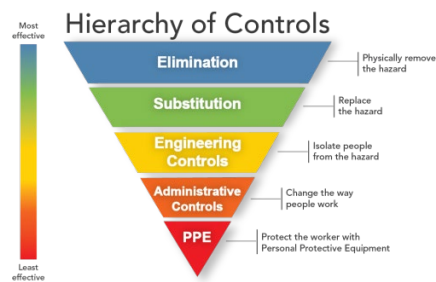 Hierarchy of Controls
Most
effective
Elimination
Physically remove
the hazard
Substitution
Replace
the hazard
Engineering
Controls
Isolate people
from the hazard
Administrative
Controls
Change the way
people work
PPE
Protect the worker with
Personal Protective Equipment
Least
effective